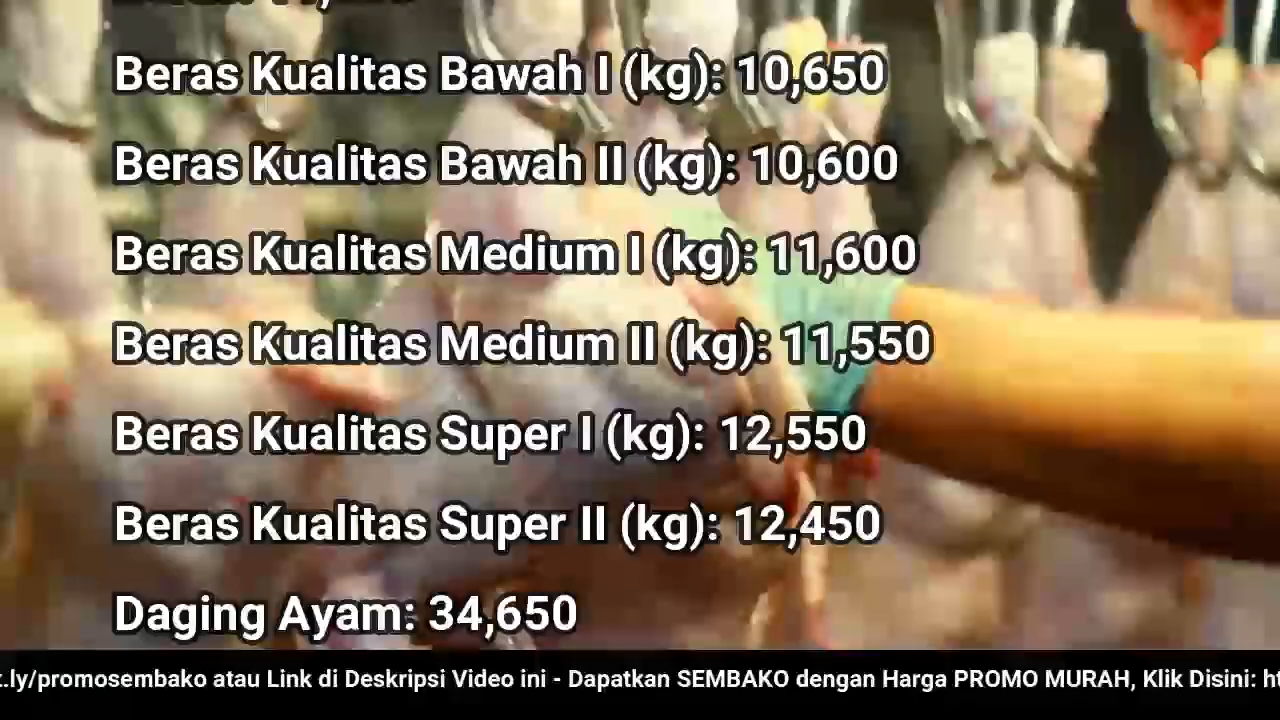 Beras Kualitas Bawah I (kg): 10,650
Beras Kualitas Bawah II (kg): 10,600
Beras Kualitas Medium I (kg): 11,600
Beras Kualitas Medium II (kg): 11,550
Beras Kualitas Super I (kg): 12,550
Beras Kualitas Super II (kg): 12,450
Daging Ayam: 34,650
.ly/promosembako atau Link di Deskripsi Video ini - Dapatkan SEMBAKO dengan Harga PROMO MURAH, Klik Disini: ht